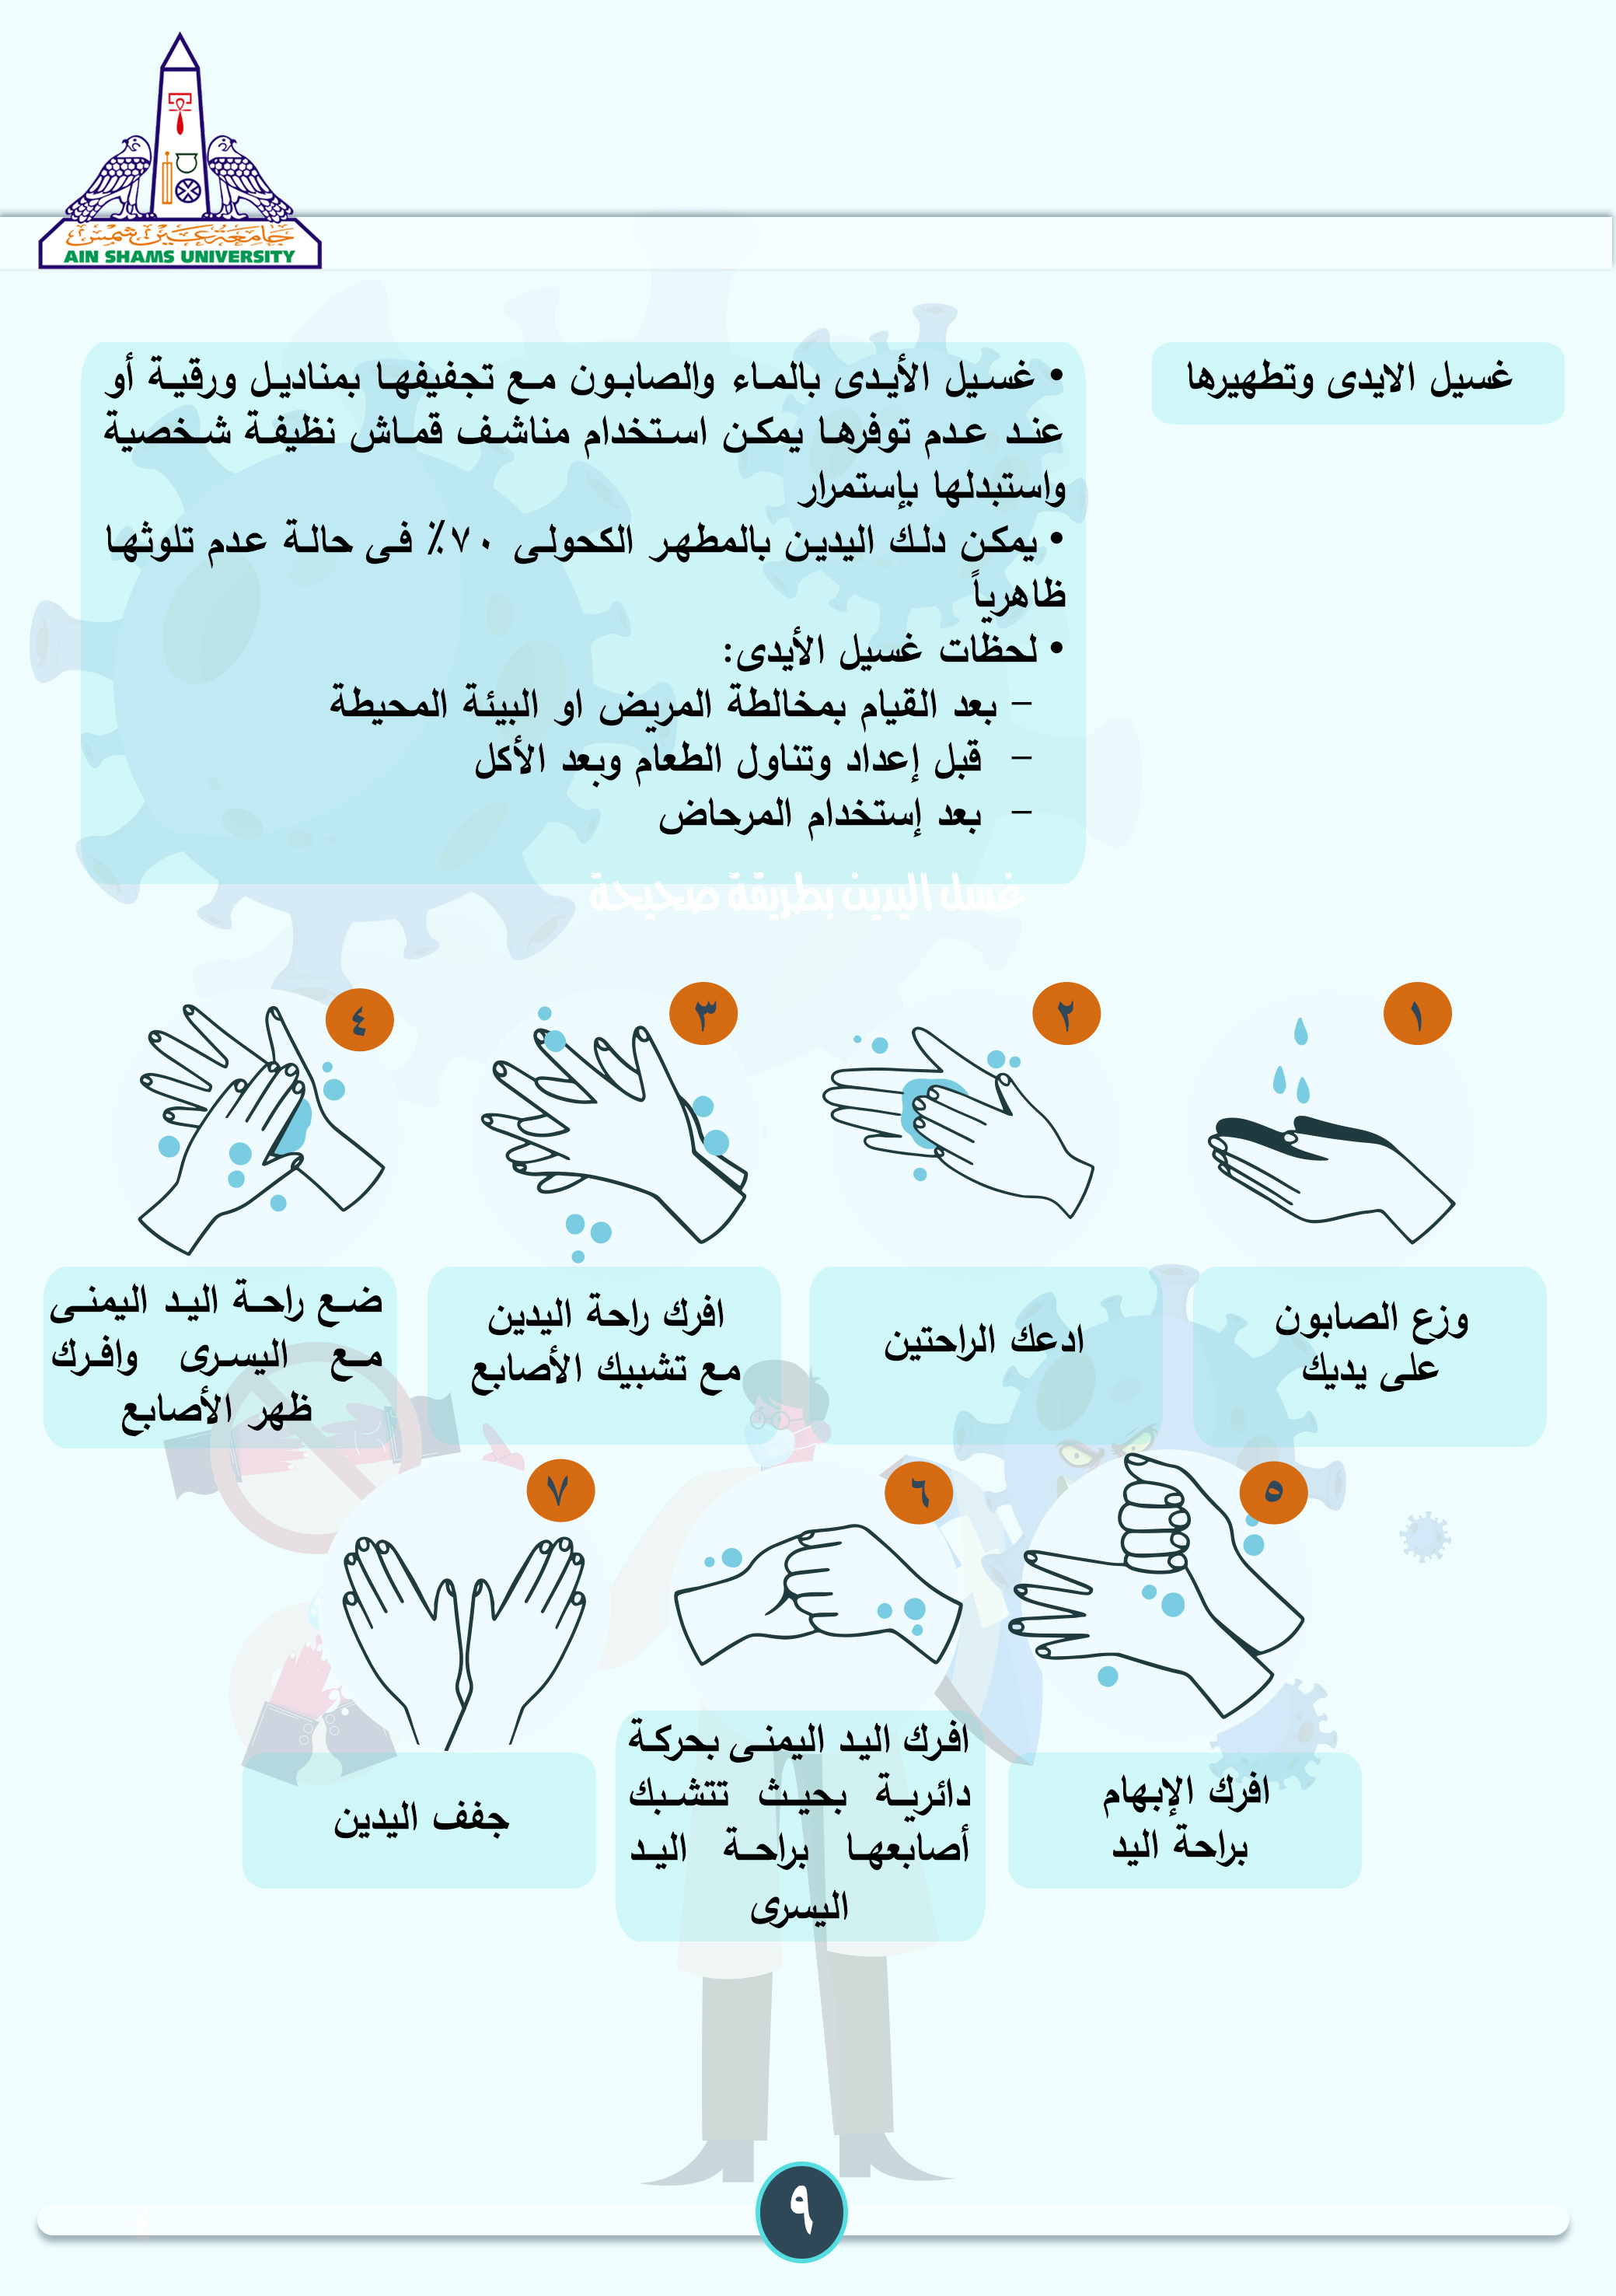 جامعة عين شمس
AIN SHAMS UNIVERSITY
غسيل الايدى وتطهيرها
• غسيل الأيدى بالماء والصابون مع تجفيفها بمناديل ورقية أو
عند عدم توفرها يمكن استخدام مناشف قماش نظيفة شخصية
واستبدلها بإستمرار
• يمكن دلك اليدين بالمطهر الكحولى ٧٠٪ فى حالة عدم تلوثها
ظاهرياً
• لحظات غسيل الأيدى:
– بعد القيام بمخالطة المريض او البيئة المحيطة
– قبل إعداد وتناول الطعام وبعد الأكل
– بعد إستخدام المرحاض
غسل اليدين بطريقة صحيحة
١
وزع الصابون
على يديك
٢
ادعك الراحتين
٣
افرك راحة اليدين
مع تشبيك الأصابع
٤
ضع راحة اليد اليمنى
مع اليسرى وافرك
ظهر الأصابع
٥
افرك الإبهام
براحة اليد
٦
افرك اليد اليمنى بحركة
دائرية بحيث تتشبك
أصابعها براحة اليد
اليسرى
٧
جفف اليدين
٩